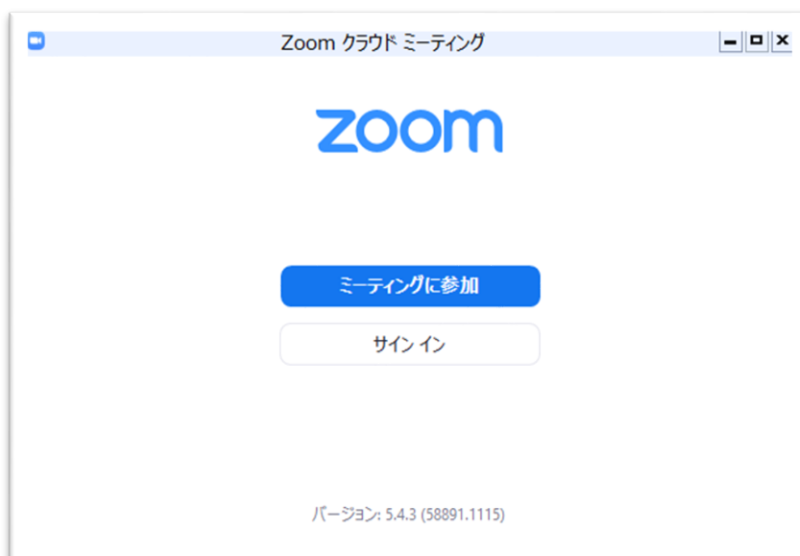 Zoom クラウド ミーティング
zoom
ミーティングに参加
サイン イン
バージョン: 5.4.3 (58891.1115)